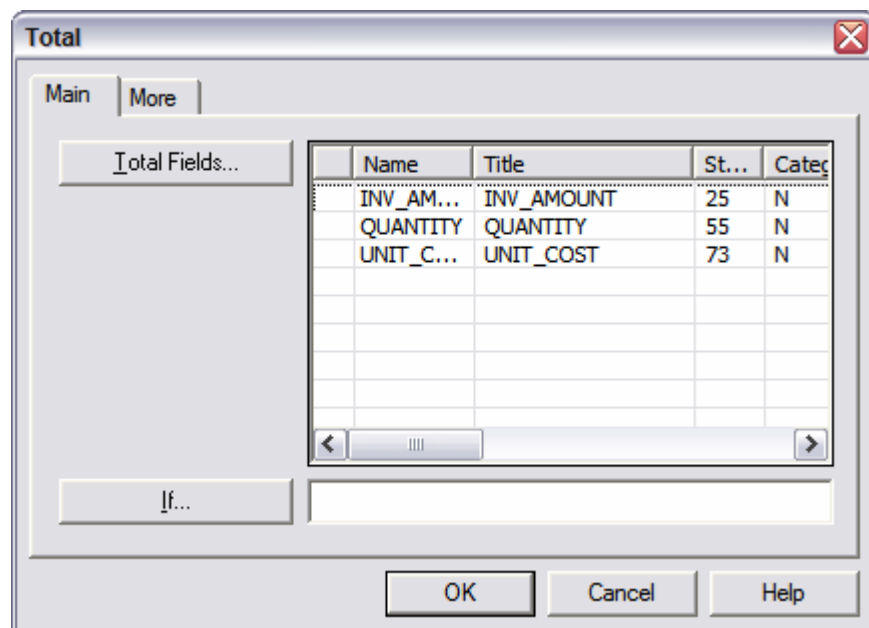 Total
Main More
Total Fields...
Name Title St... Categ
INV_AM... INV_AMOUNT 25 N
QUANTITY QUANTITY 55 N
UNIT_C... UNIT_COST 73 N
If...
OK Cancel Help